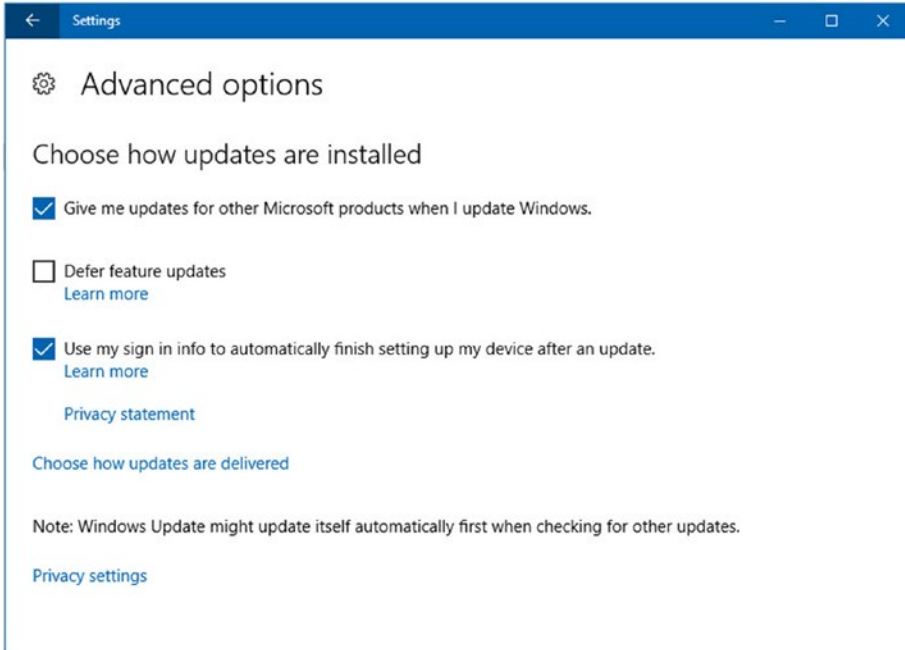 Settings
Advanced options
Choose how updates are installed
Give me updates for other Microsoft products when I update Windows.
Defer feature updates
Learn more
Use my sign in info to automatically finish setting up my device after an update.
Learn more
Privacy statement
Choose how updates are delivered
Note: Windows Update might update itself automatically first when checking for other updates.
Privacy settings